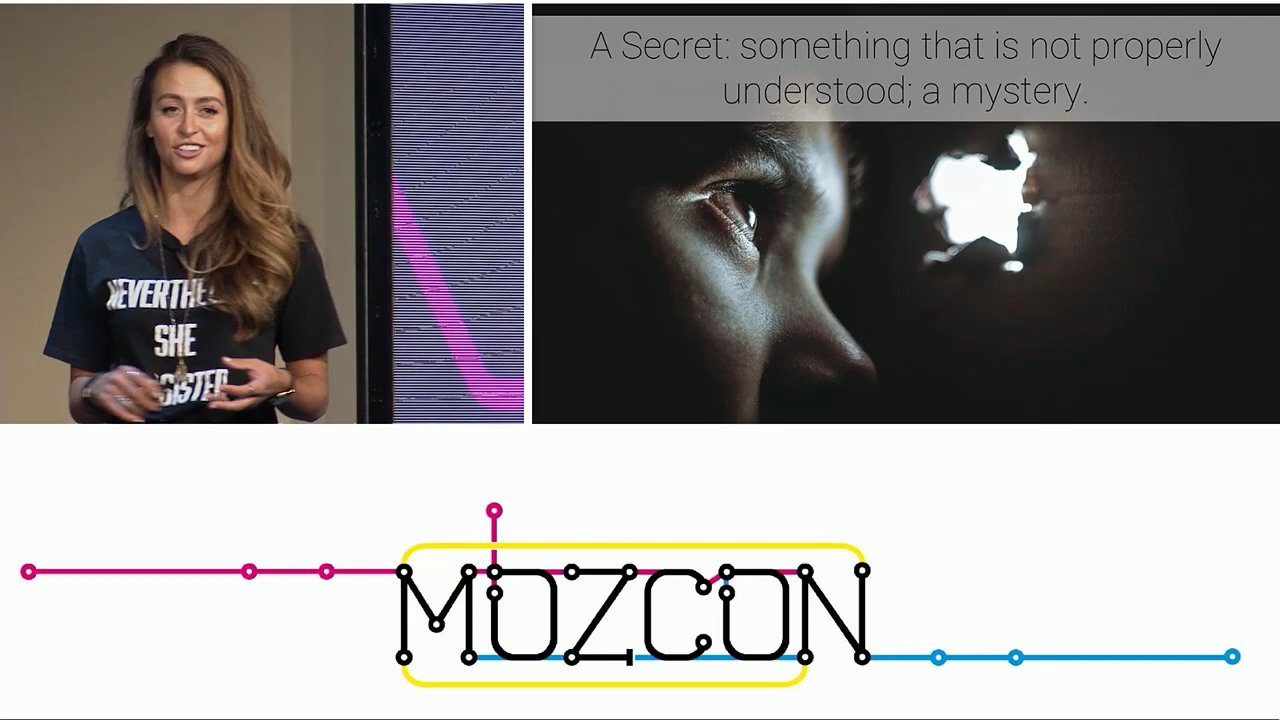 A Secret: something that is not properly
understood; a mystery.
SHE
MOZCON